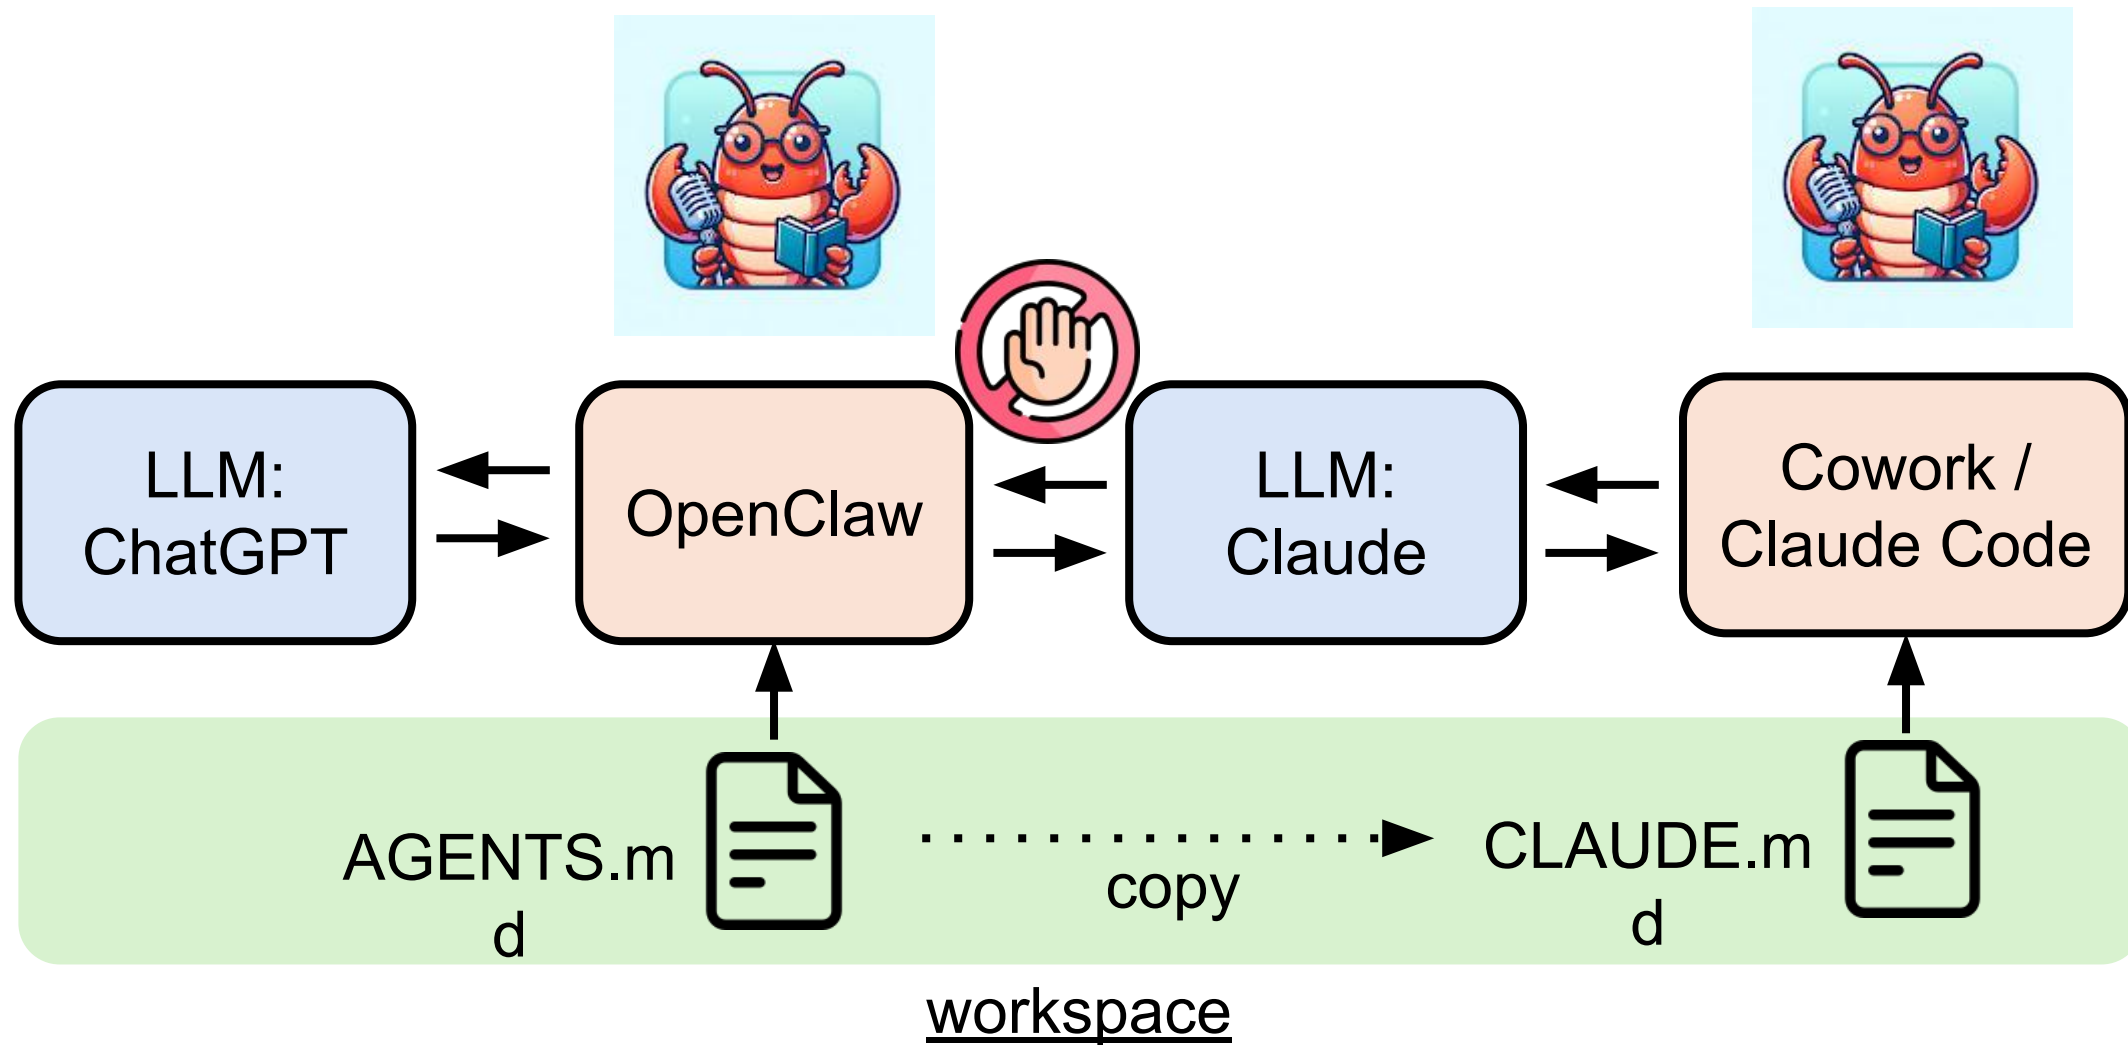 LLM:
ChatGPT
OpenClaw
LLM:
Claude
Cowork /
Claude Code
AGENTS.m
d
copy
CLAUDE.m
d
workspace